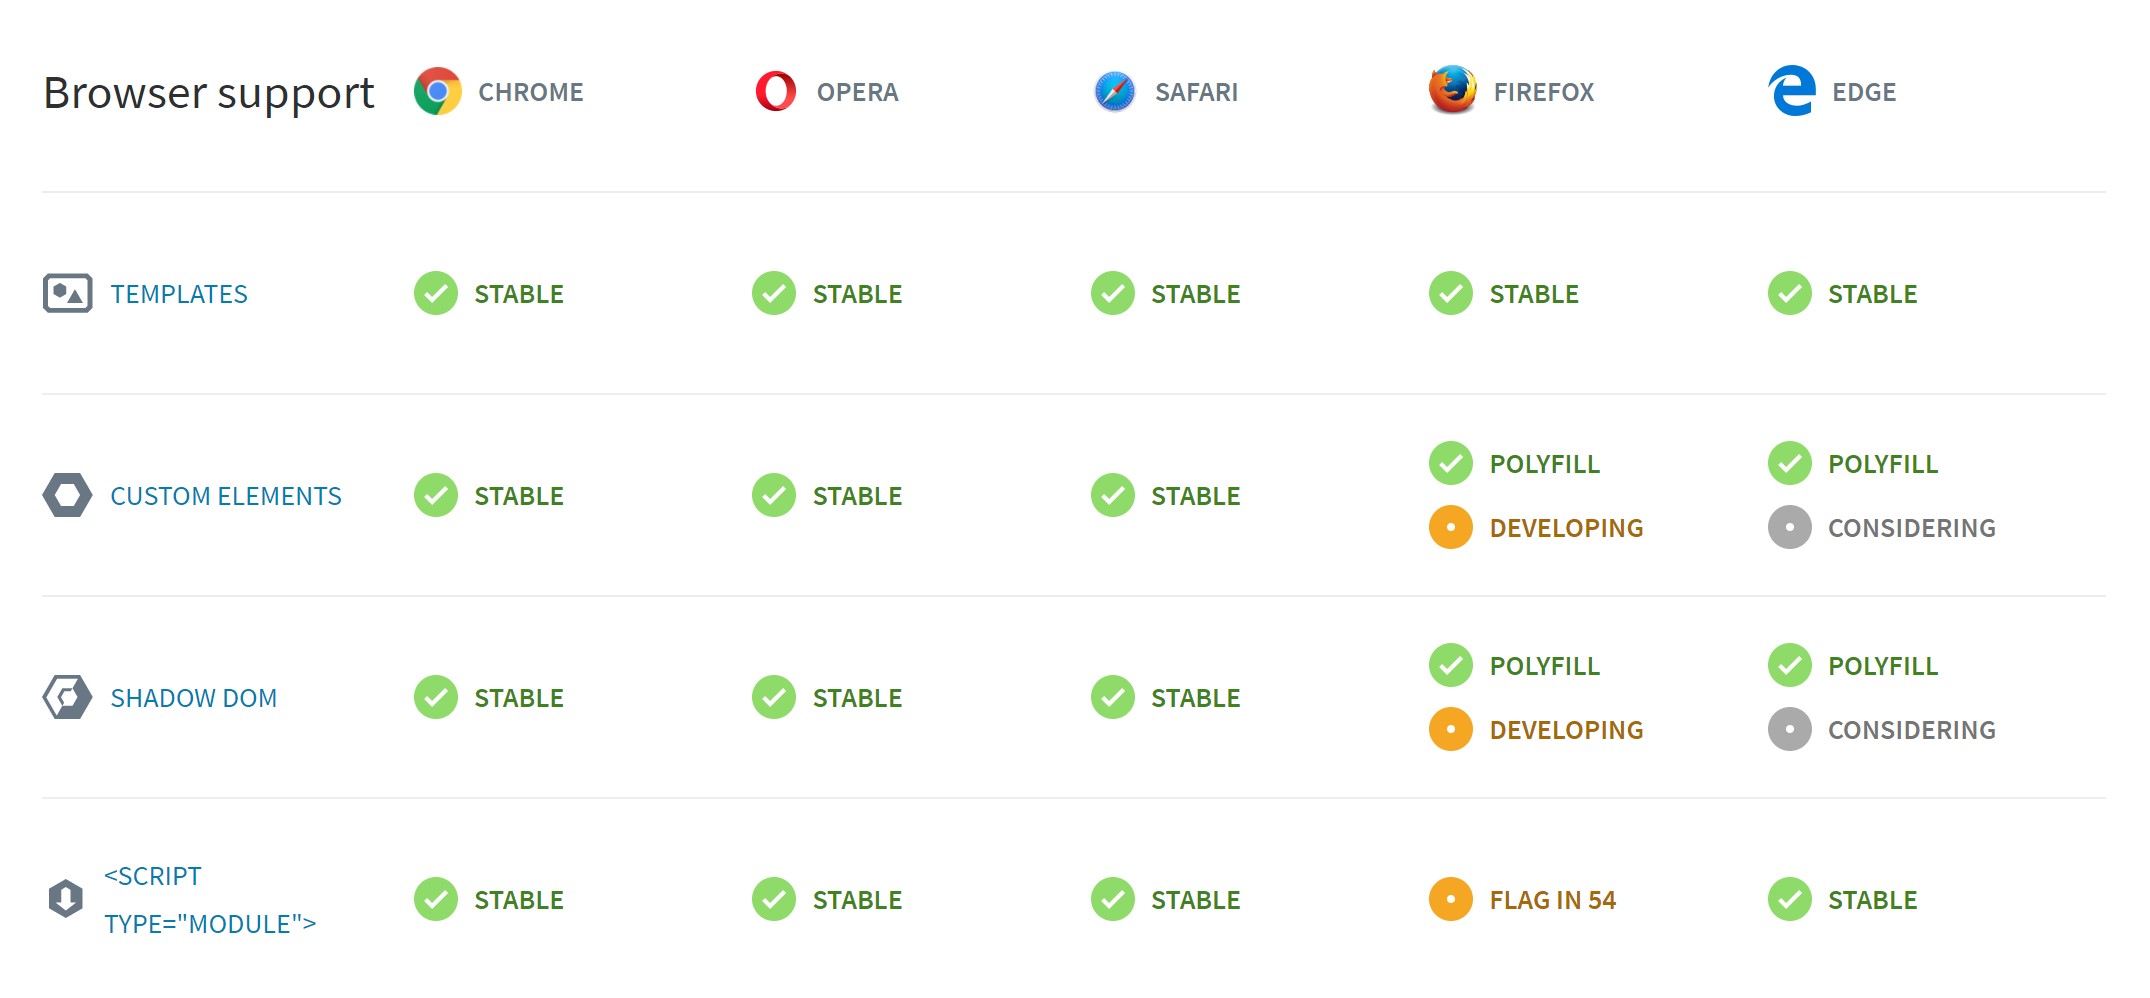 Browser support CHROME OPERA SAFARI FIREFOX EDGE
TEMPLATES STABLE STABLE STABLE STABLE STABLE
CUSTOM ELEMENTS STABLE STABLE STABLE POLYFILL POLYFILL
DEVELOPING CONSIDERING
SHADOW DOM STABLE STABLE STABLE POLYFILL POLYFILL
DEVELOPING CONSIDERING
<SCRIPT
TYPE="MODULE"> STABLE STABLE STABLE FLAG IN 54 STABLE